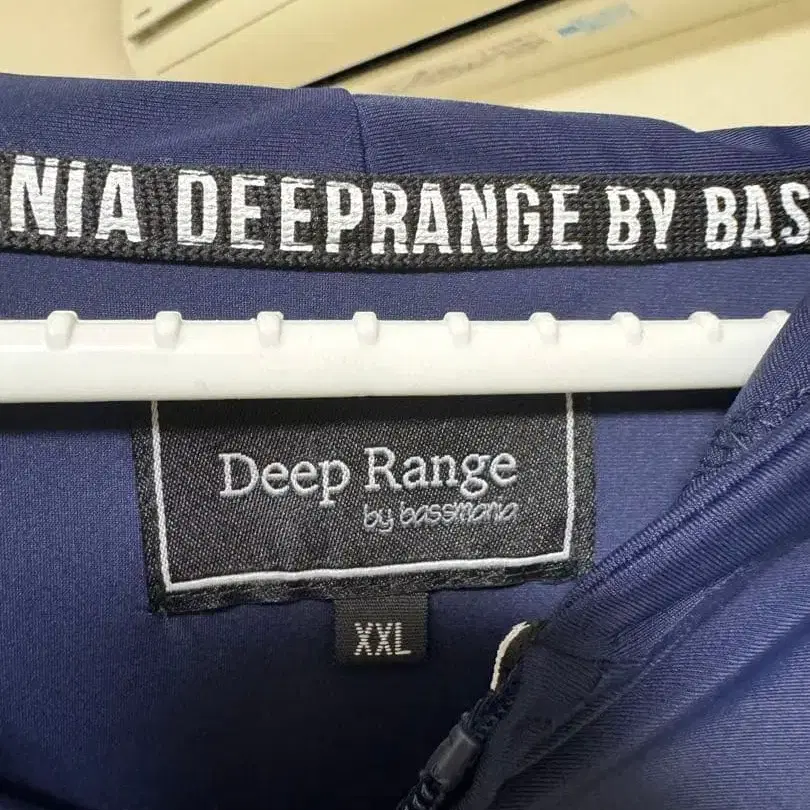 NIA DEEPRANGE BY BAS
Deep Range
by bassmania
XXL